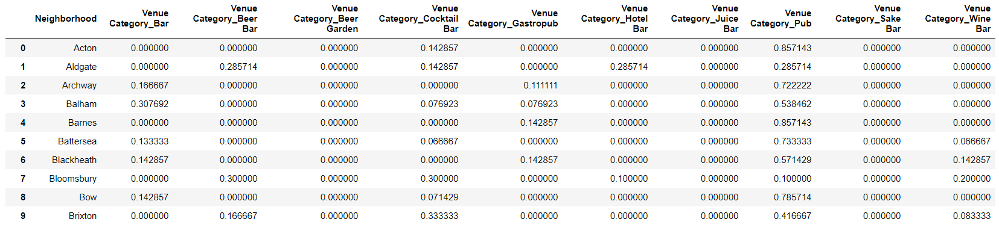 Neighborhood Venue Category_Bar Venue Category_Beer Bar Venue Category_Beer Garden Venue Category_Cocktail Bar Venue Category_Gastropub Venue Category_Hotel Bar Venue Category_Juice Bar Venue Category_Pub Venue Category_Sake Bar Venue Category_Wine Bar
0 Acton 0.000000 0.000000 0.000000 0.142857 0.000000 0.000000 0.000000 0.857143 0.000000 0.000000
1 Aldgate 0.000000 0.285714 0.000000 0.142857 0.000000 0.285714 0.000000 0.285714 0.000000 0.000000
2 Archway 0.166667 0.000000 0.000000 0.000000 0.111111 0.000000 0.000000 0.722222 0.000000 0.000000
3 Balham 0.307692 0.000000 0.000000 0.076923 0.076923 0.000000 0.000000 0.538462 0.000000 0.000000
4 Barnes 0.000000 0.000000 0.000000 0.000000 0.142857 0.000000 0.000000 0.857143 0.000000 0.000000
5 Battersea 0.133333 0.000000 0.000000 0.066667 0.000000 0.000000 0.000000 0.733333 0.000000 0.066667
6 Blackheath 0.142857 0.000000 0.000000 0.000000 0.142857 0.000000 0.000000 0.571429 0.000000 0.142857
7 Bloomsbury 0.000000 0.300000 0.000000 0.300000 0.000000 0.100000 0.000000 0.100000 0.000000 0.200000
8 Bow 0.142857 0.000000 0.000000 0.071429 0.000000 0.000000 0.000000 0.785714 0.000000 0.000000
9 Brixton 0.000000 0.166667 0.000000 0.333333 0.000000 0.000000 0.000000 0.416667 0.000000 0.083333